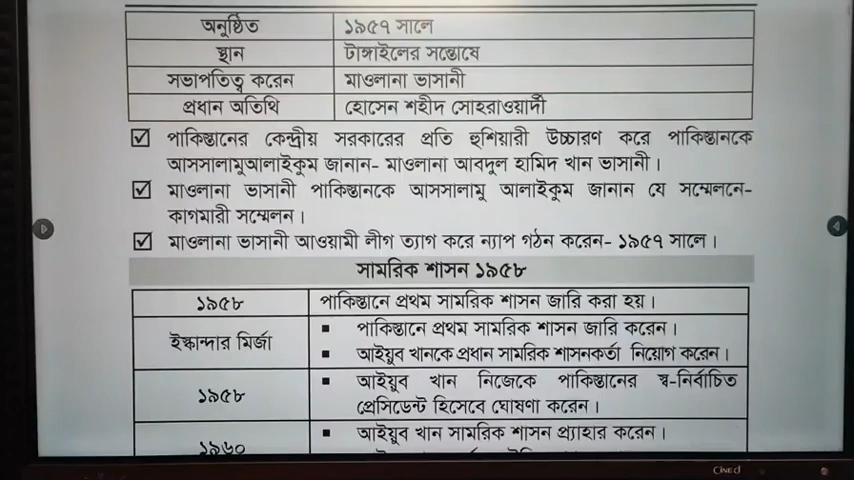 অনুষ্ঠিত ১৯৫৭ সালে
স্থান টাঙ্গাইলের সন্তোষে
সভাপতিত্ব করেন মাওলানা ভাসানী
প্রধান অতিথি হোসেন শহীদ সোহরাওয়ার্দী
পাকিস্তানের কেন্দ্রীয় সরকারের প্রতি হুশিয়ারী উচ্চারণ করে পাকিস্তানকে
আসসালামুআলাইকুম জানান- মাওলানা আবদুল হামিদ খান ভাসানী।
মাওলানা ভাসানী পাকিস্তানকে আসসালামু আলাইকুম জানান যে সম্মেলনে-
কাগমারী সম্মেলন।
মাওলানা ভাসানী আওয়ামী লীগ ত্যাগ করে ন্যাপ গঠন করেন- ১৯৫৭ সালে।
সামরিক শাসন ১৯৫৮
১৯৫৮ পাকিস্তানে প্রথম সামরিক শাসন জারি করা হয়।
ইস্কান্দার মির্জা
পাকিস্তানে প্রথম সামরিক শাসন জারি করেন।
আইয়ুব খানকে প্রধান সামরিক শাসনকর্তা নিয়োগ করেন।
১৯৫৮
আইয়ুব খান নিজেকে পাকিস্তানের স্ব-নির্বাচিত
প্রেসিডেন্ট হিসেবে ঘোষণা করেন।
১৯৬০ আইয়ুব খান সামরিক শাসন প্র্যাহার করেন।
CineD